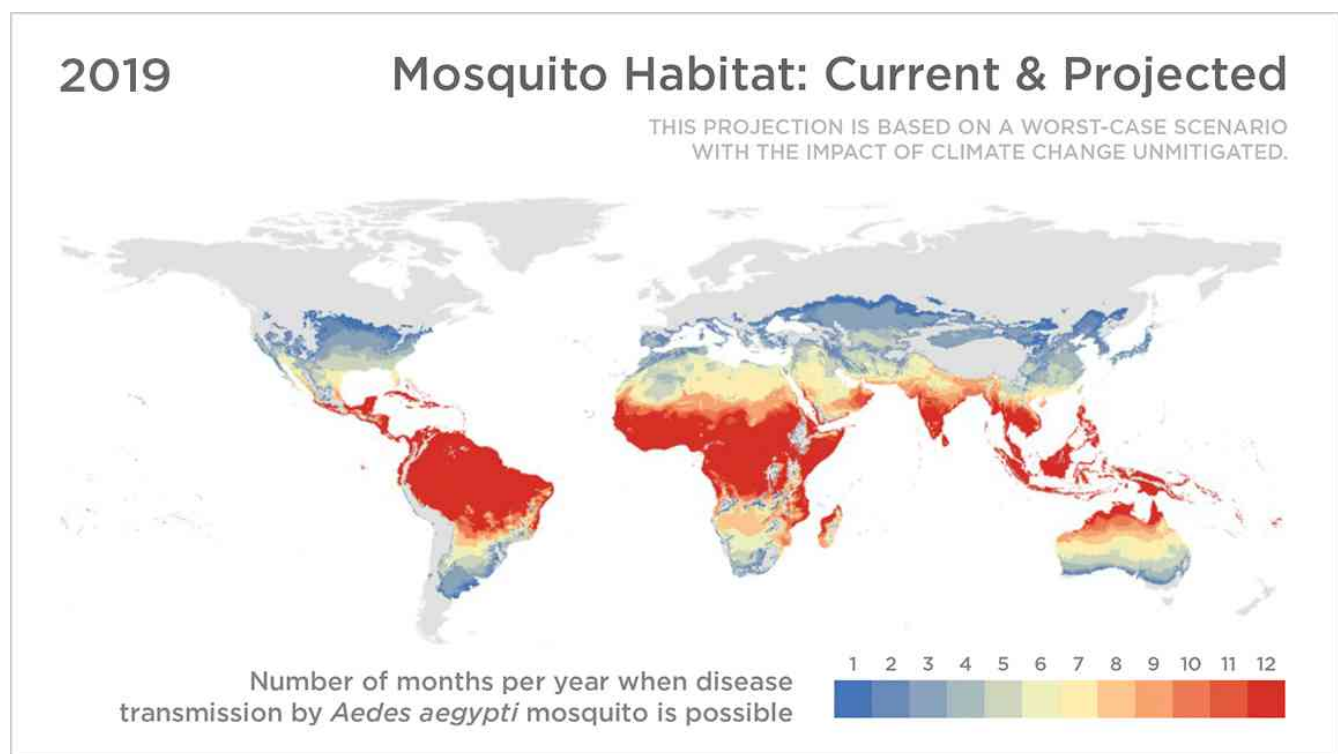 2019
Mosquito Habitat: Current & Projected
THIS PROJECTION IS BASED ON A WORST-CASE SCENARIO
WITH THE IMPACT OF CLIMATE CHANGE UNMITIGATED.
Number of months per year when disease
transmission by Aedes aegypti mosquito is possible
1 2 3 4 5 6 7 8 9 10 11 12